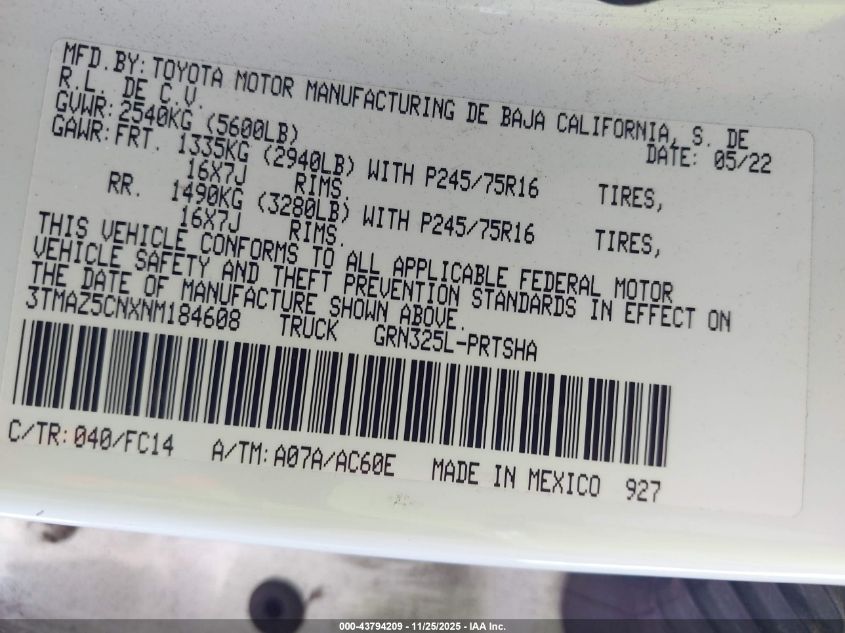 MFD.BY:TOYOTA MOTOR MANUFACTURING DE BAJA CALIFORNIA, S. DE
R.L. DE C.V. DATE: 05/22
GVWR:2540KG (5600LB)
GAWR:FRT. 1335KG (2940LB) WITH P245/75R16 TIRES,
16X7J RIMS.
RR. 1490KG (3280LB) WITH P245/75R16 TIRES,
16X7J RIMS.
THIS VEHICLE CONFORMS TO ALL APPLICABLE FEDERAL MOTOR
VEHICLE SAFETY AND THEFT PREVENTION STANDARDS IN EFFECT ON
THE DATE OF MANUFACTURE SHOWN ABOVE.
3TMAZ5CNXNM184608 TRUCK GRN325L-PRTSHA
C/TR:040/FC14 A/TM:A07A/AC60E MADE IN MEXICO 927
000-43794209 - 11/25/2025 - IAA Inc.